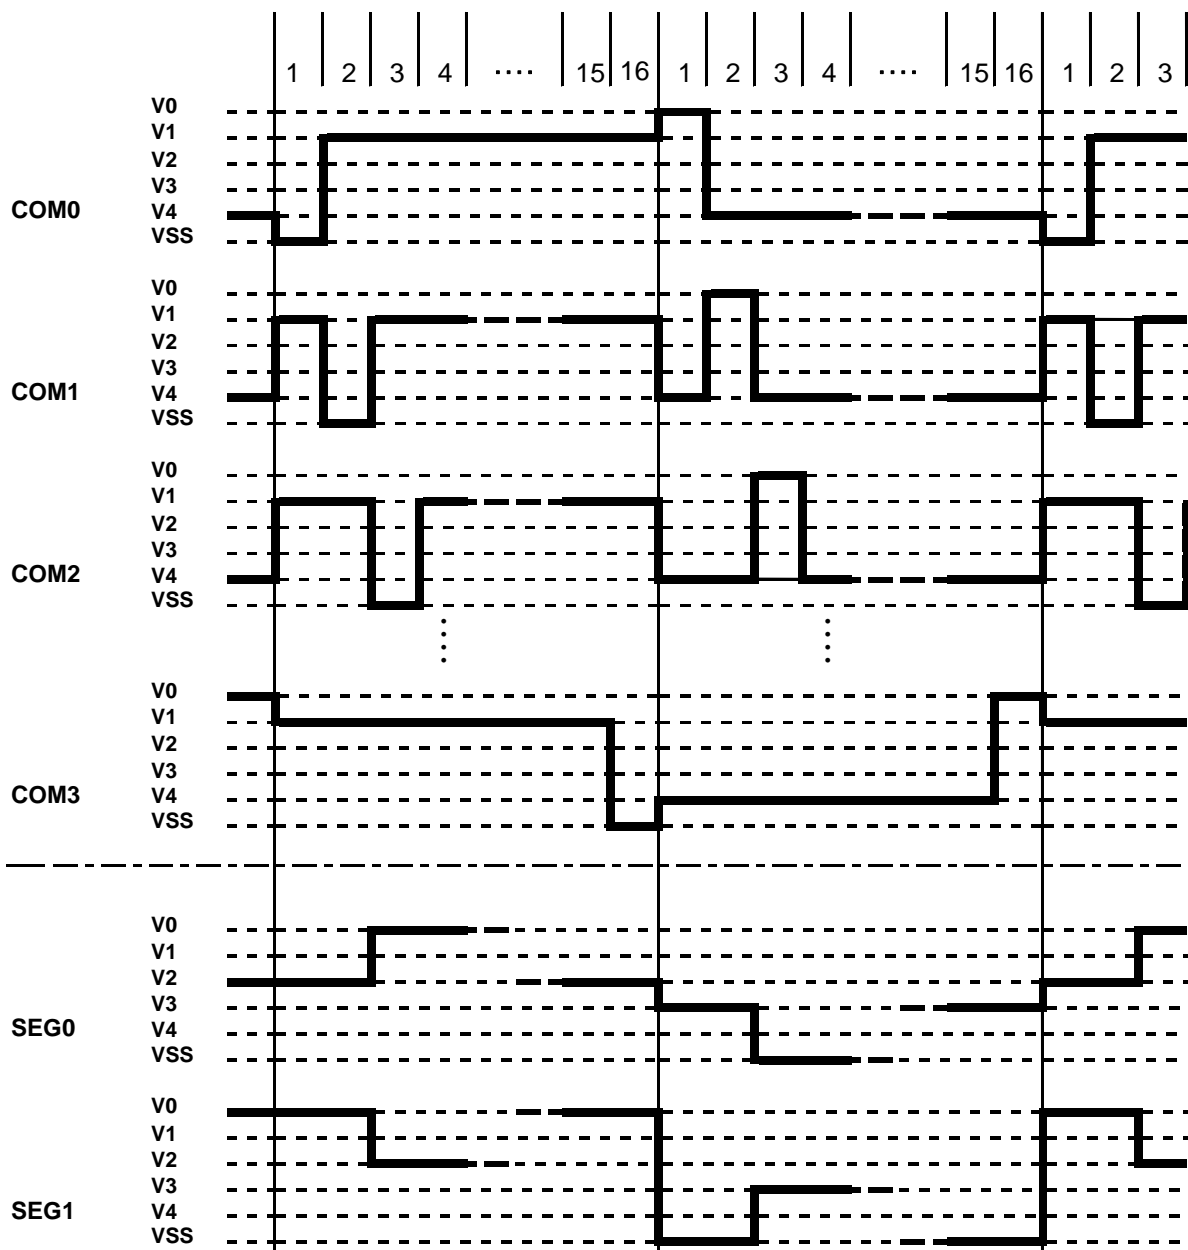 1 2 3 4 .... 15 16 1 2 3 4 .... 15 16 1 2 3
V0
V1
V2
V3
COM0 V4
VSS
V0
V1
V2
V3
COM1 V4
VSS
V0
V1
V2
V3
COM2 V4
VSS
V0
V1
V2
V3
COM3 V4
VSS
V0
V1
V2
V3
SEG0 V4
VSS
V0
V1
V2
V3
SEG1 V4
VSS